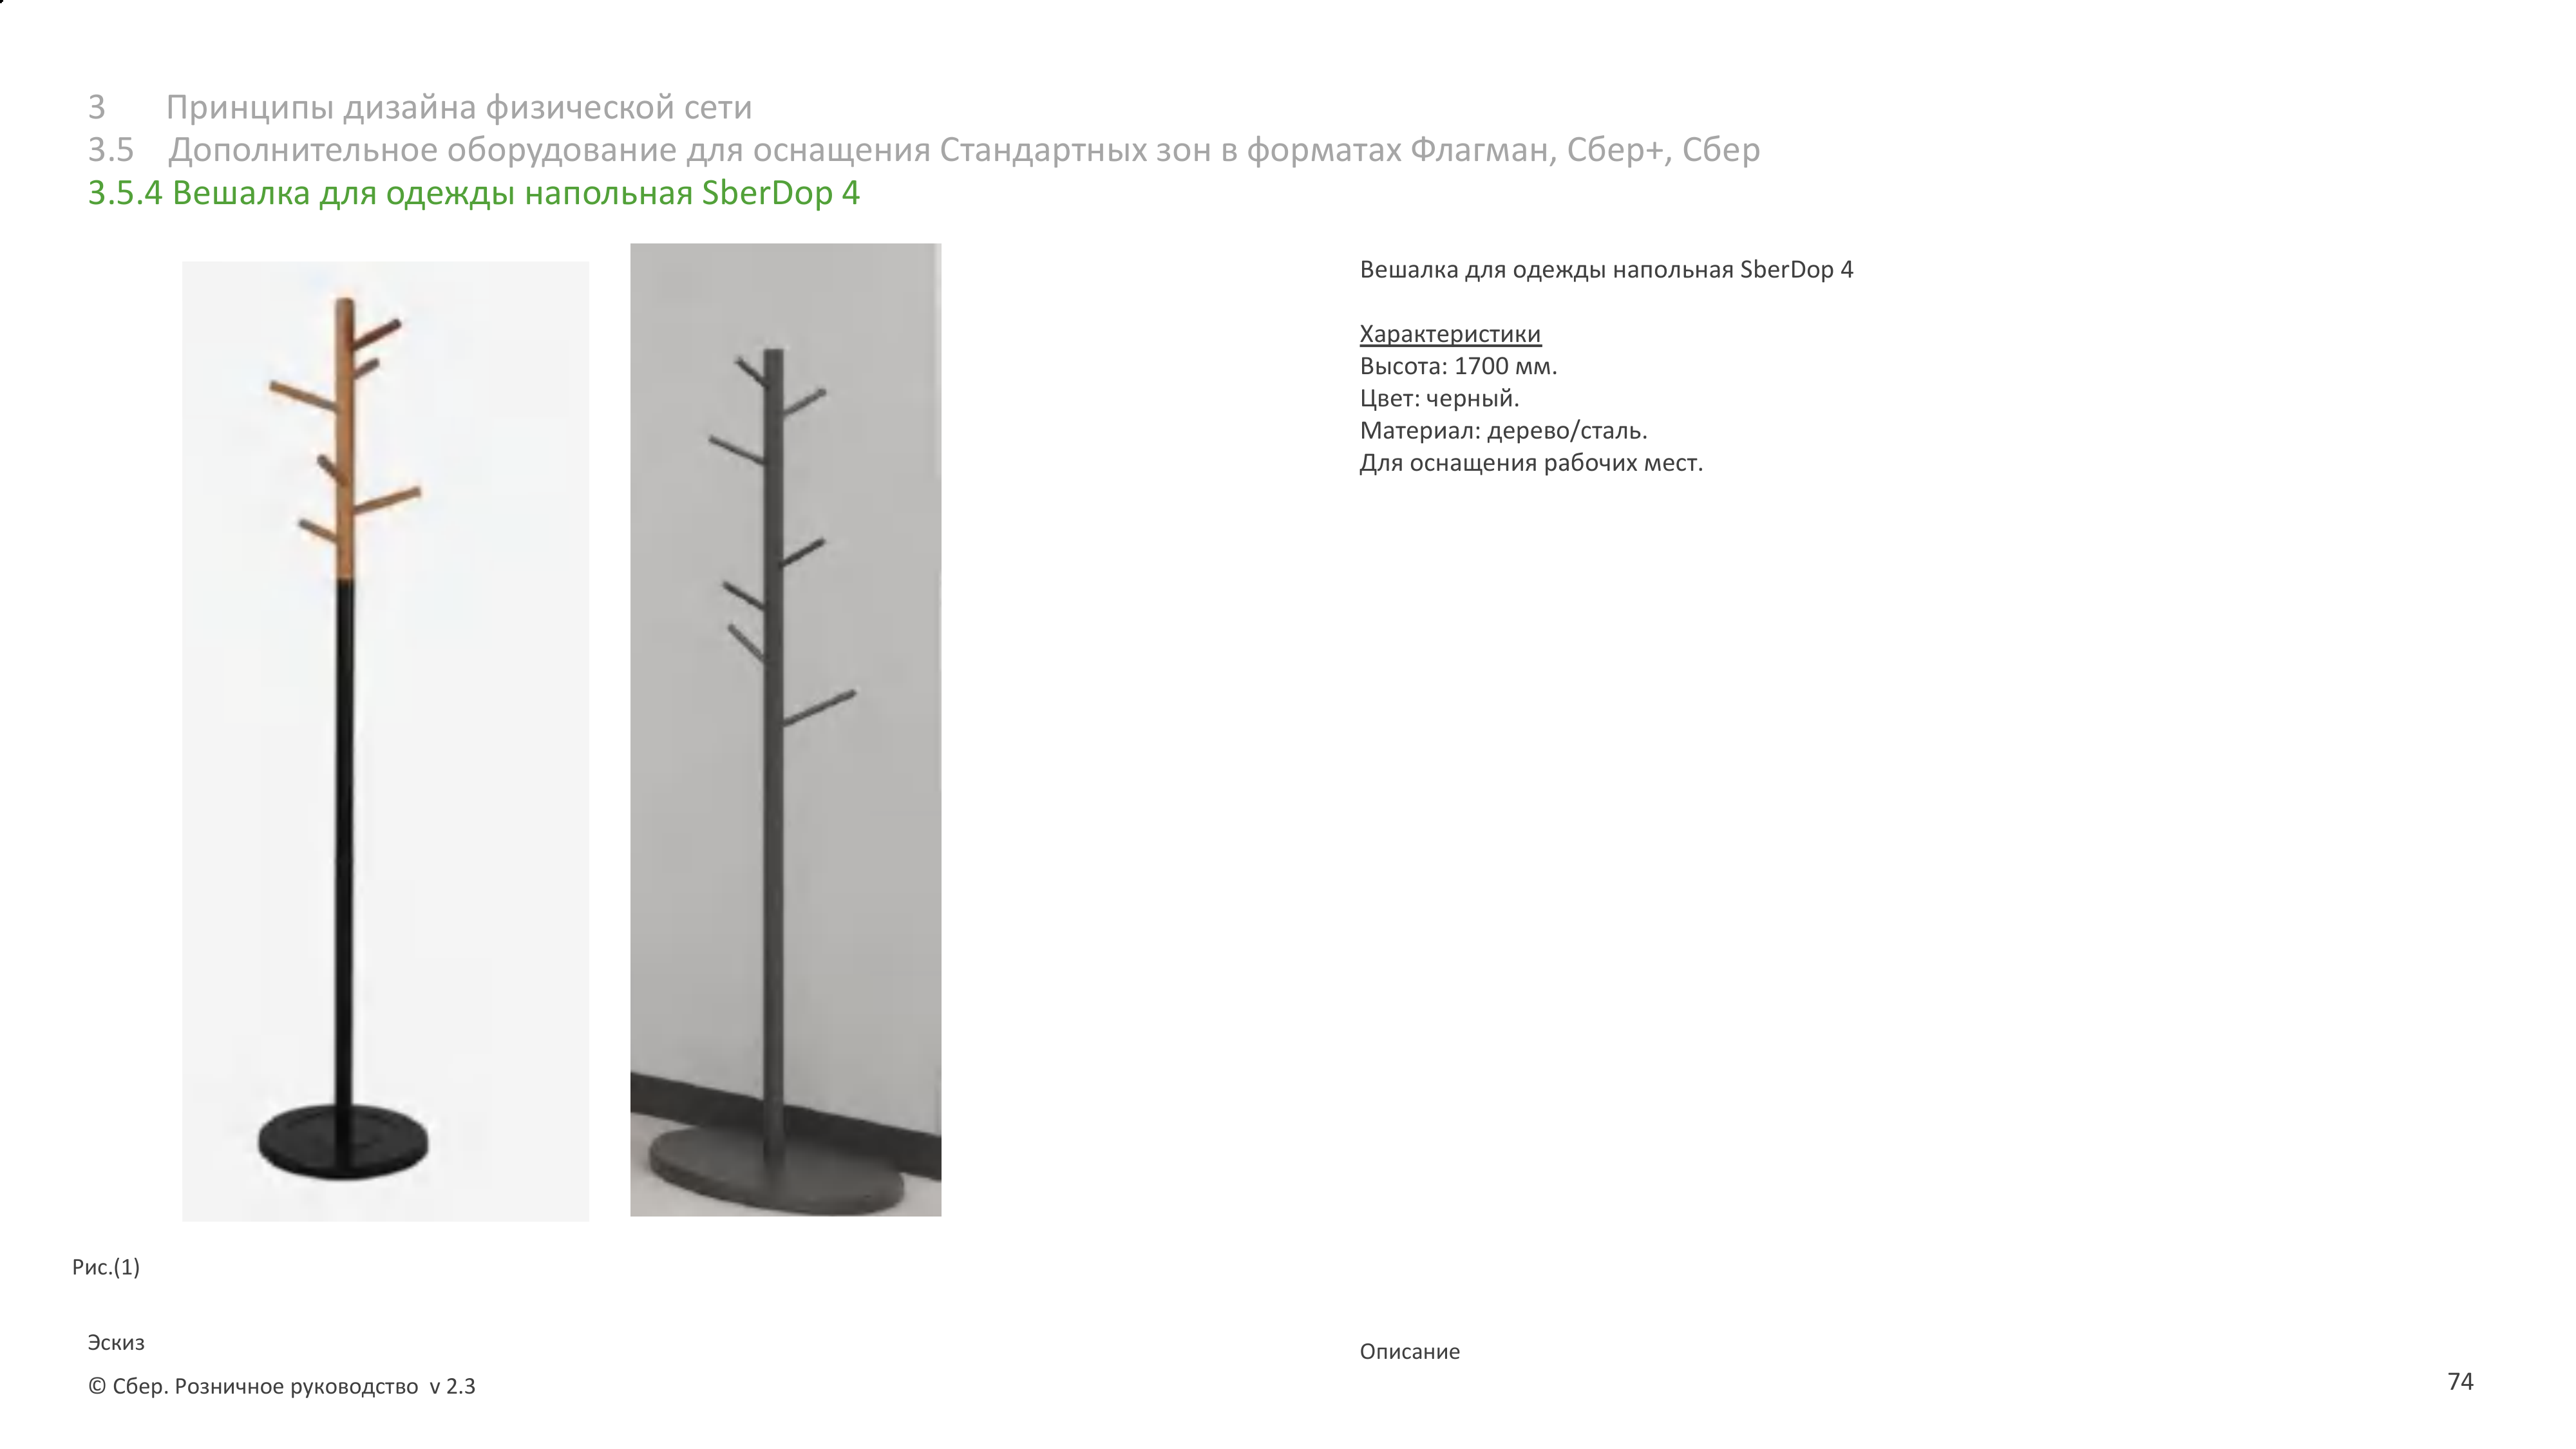 3 Принципы дизайна физической сети
3.5 Дополнительное оборудование для оснащения Стандартных зон в форматах Флагман, Сбер+, Сбер
3.5.4 Вешалка для одежды напольная SberDop 4
Вешалка для одежды напольная SberDop 4
Характеристики
Высота: 1700 мм.
Цвет: черный.
Материал: дерево/сталь.
Для оснащения рабочих мест.
Рис.(1)
Эскиз
Описание
© Сбер. Розничное руководство v 2.3
74